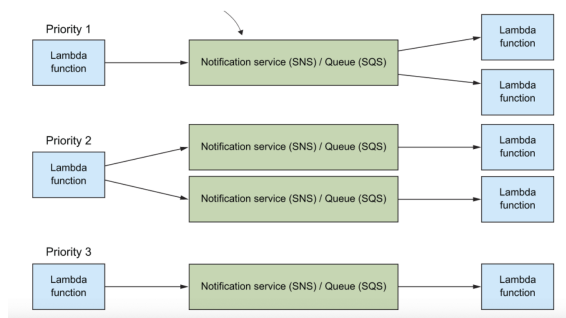 Priority 1
Lambda
function
Notification service (SNS) / Queue (SQS)
Lambda
function
Lambda
function
Priority 2
Lambda
function
Notification service (SNS) / Queue (SQS)
Notification service (SNS) / Queue (SQS)
Lambda
function
Lambda
function
Priority 3
Lambda
function
Notification service (SNS) / Queue (SQS)
Lambda
function